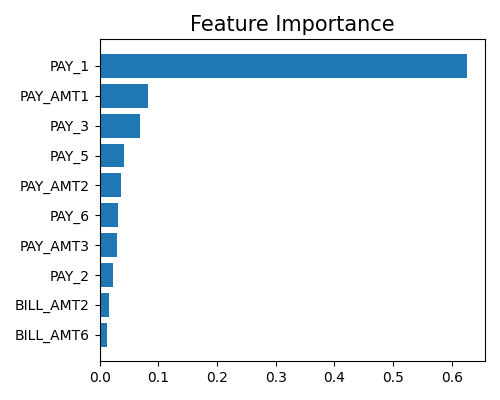 Feature Importance
PAY_1
PAY_AMT1
PAY_3
PAY_5
PAY_AMT2
PAY_6
PAY_AMT3
PAY_2
BILL_AMT2
BILL_AMT6
0.0 0.1 0.2 0.3 0.4 0.5 0.6